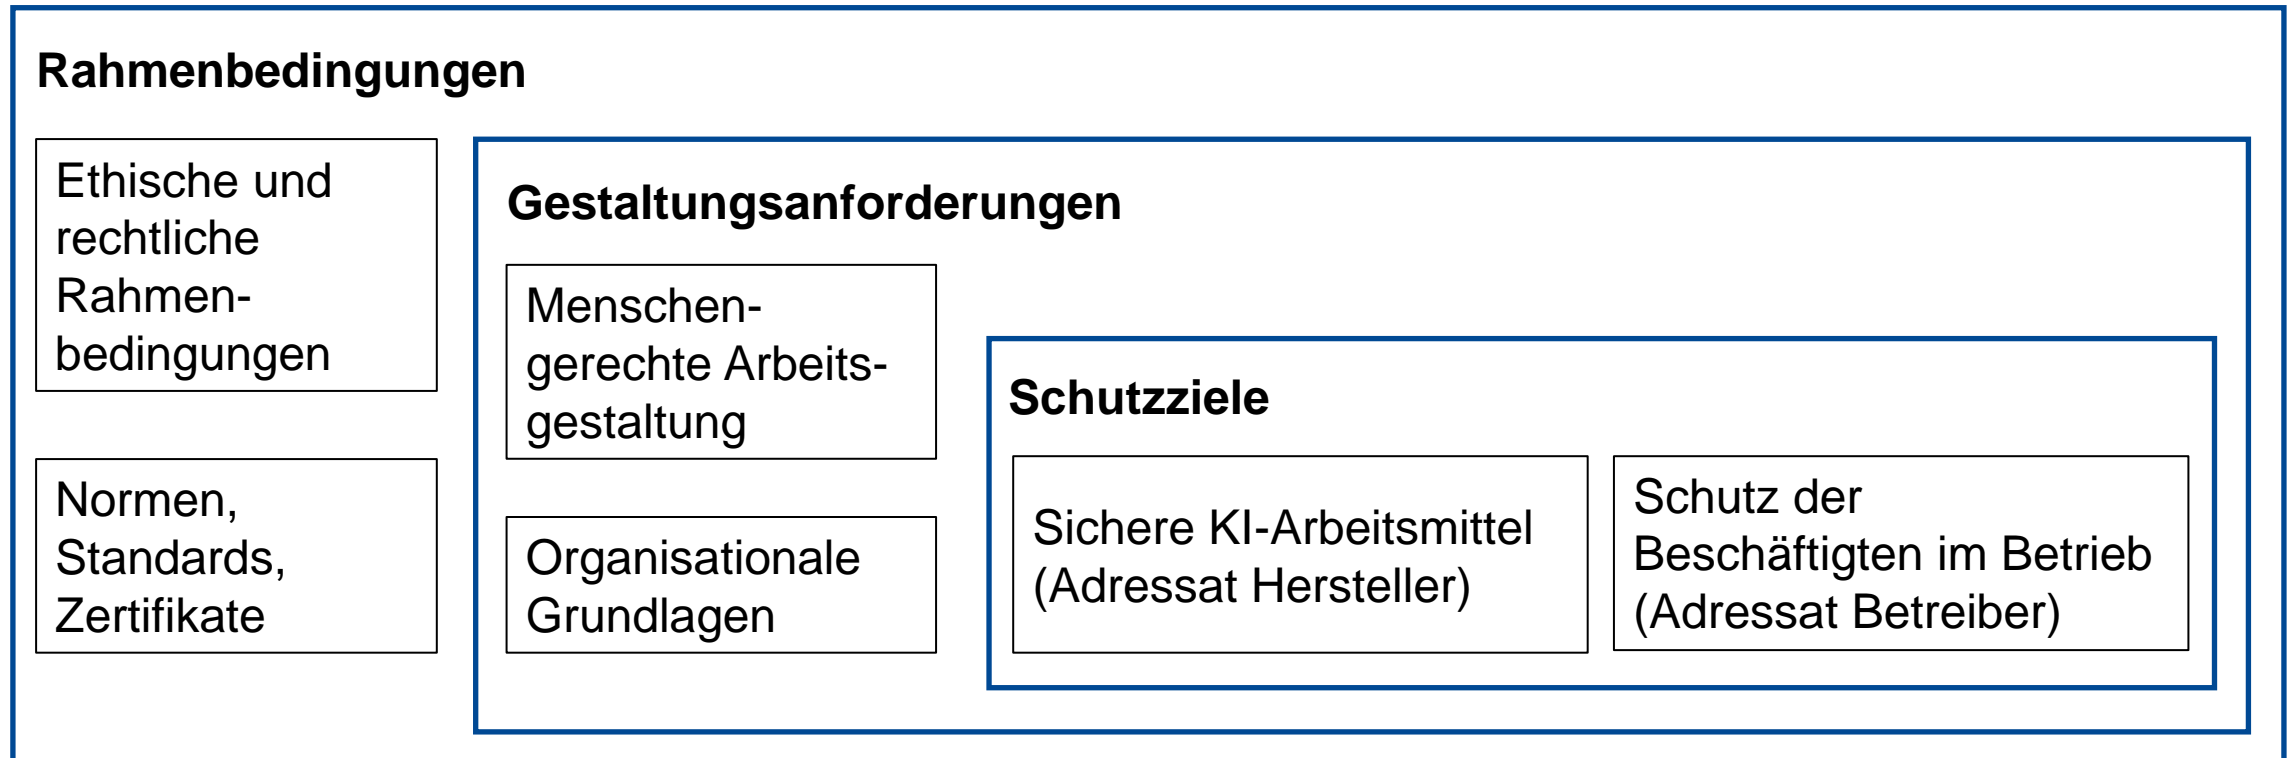 Rahmenbedingungen
Ethische und
rechtliche
Rahmen-
bedingungen
Normen,
Standards,
Zertifikate
Gestaltungsanforderungen
Menschen-
gerechte Arbeits-
gestaltung
Organisationale
Grundlagen
Schutzziele
Sichere KI-Arbeitsmittel
(Adressat Hersteller)
Schutz der
Beschäftigten im Betrieb
(Adressat Betreiber)